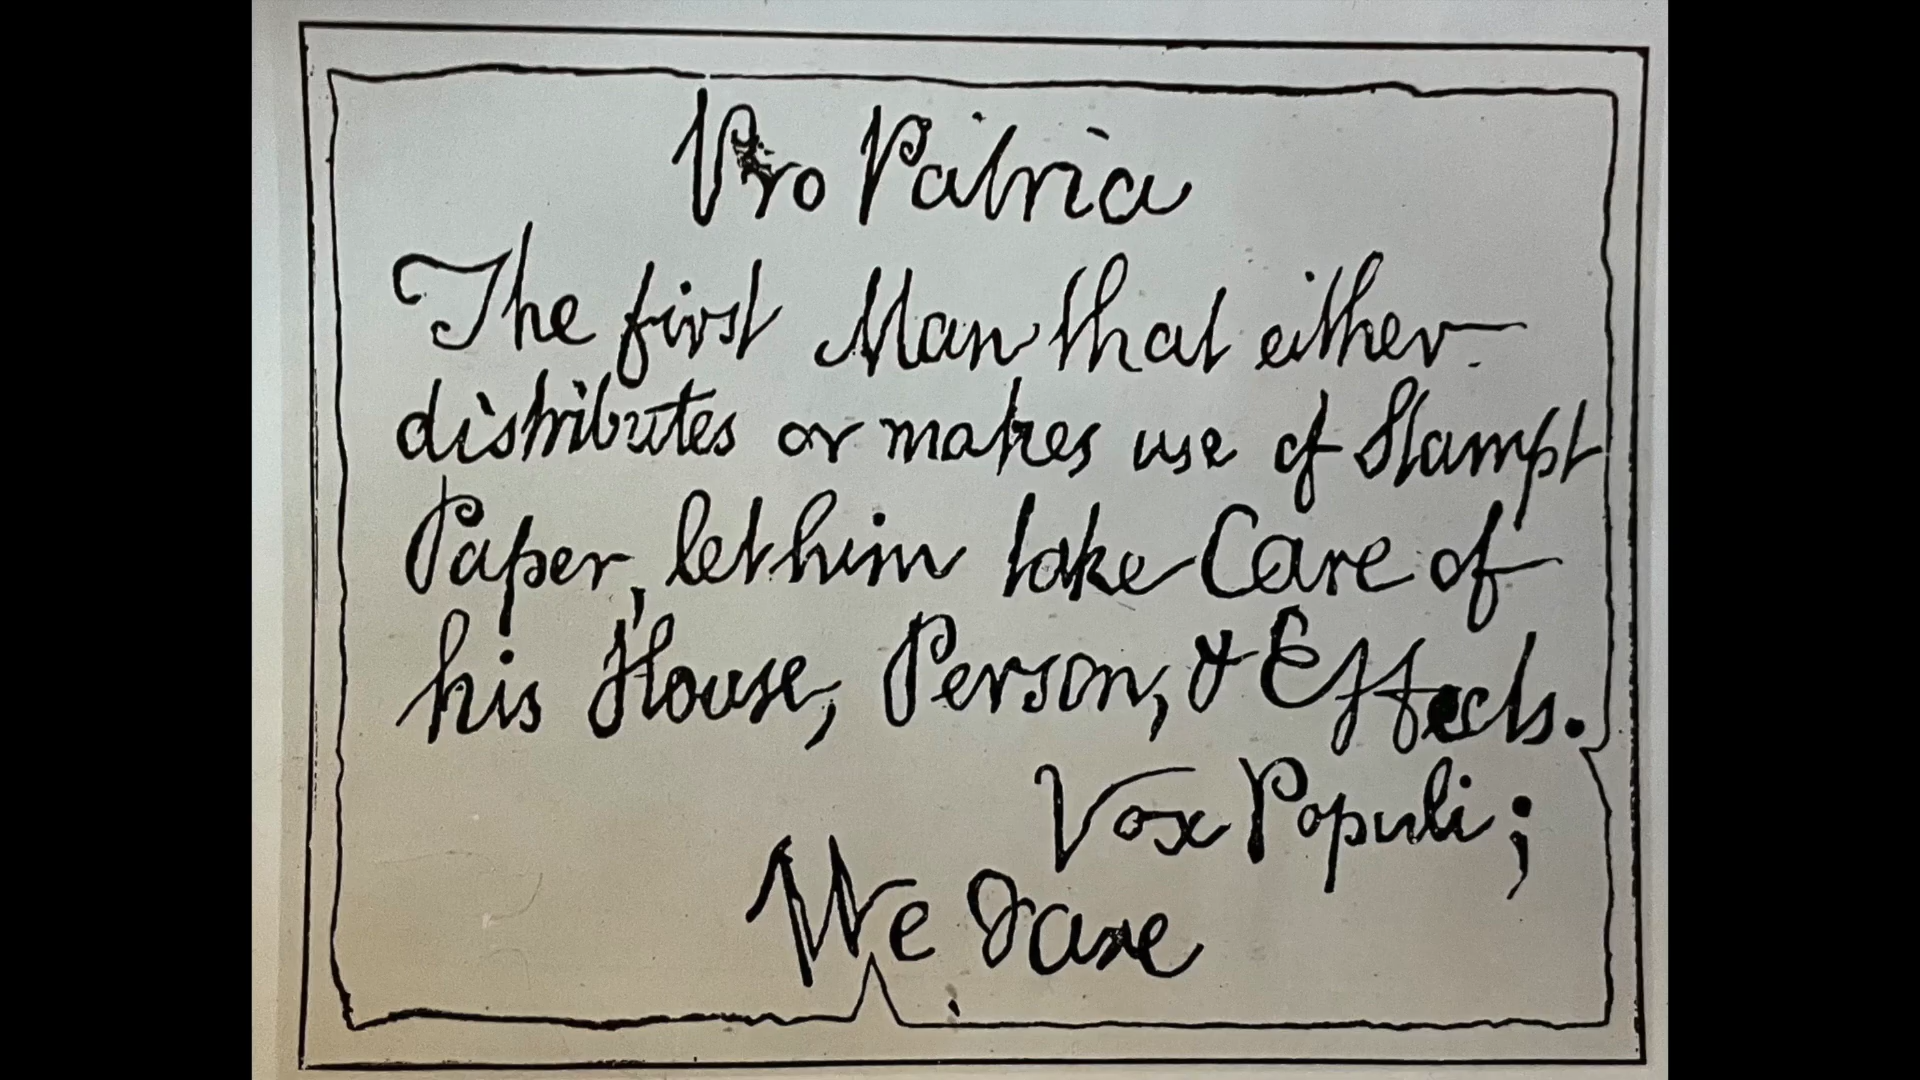 Pro Patria
The first Man that either
distributes or makes use of Stampt
Paper, let him take Care of
his House, Person, & Effects.
Vox Populi;
We dare